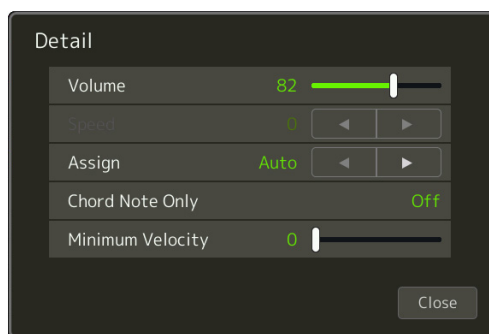 Detail
Volume 82
Speed 0
Assign Auto
Chord Note Only Off
Minimum Velocity 0
Close